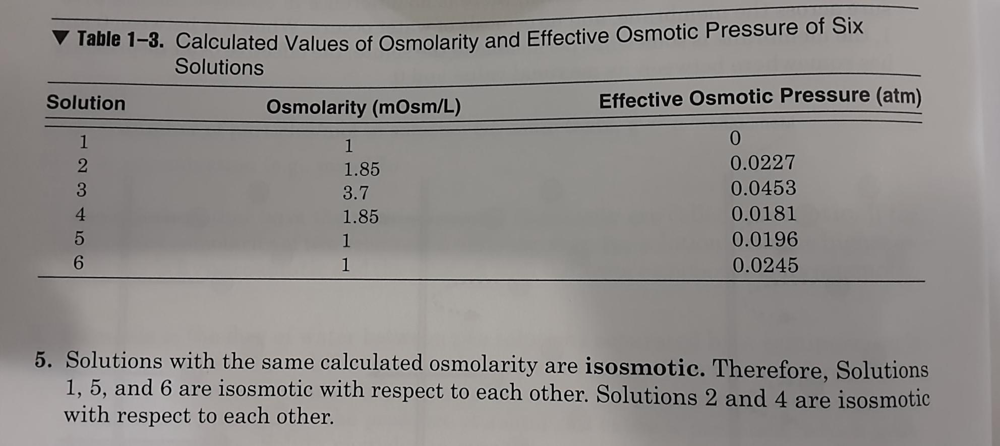 ▼ Table 1–3. Calculated Values of Osmolarity and Effective Osmotic Pressure of Six
Solutions
Solution Osmolarity (mOsm/L) Effective Osmotic Pressure (atm)
1 1 0
2 1.85 0.0227
3 3.7 0.0453
4 1.85 0.0181
5 1 0.0196
6 1 0.0245
5. Solutions with the same calculated osmolarity are isosmotic. Therefore, Solutions
1, 5, and 6 are isosmotic with respect to each other. Solutions 2 and 4 are isosmotic
with respect to each other.